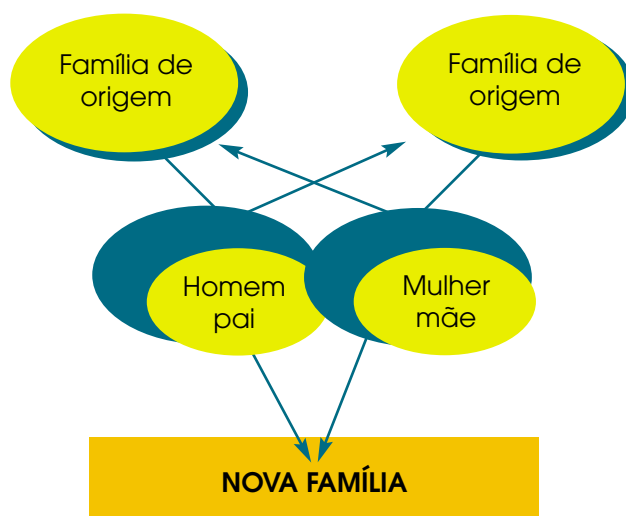 Família de
origem
Família de
origem
Homem
pai
Mulher
mãe
NOVA FAMÍLIA